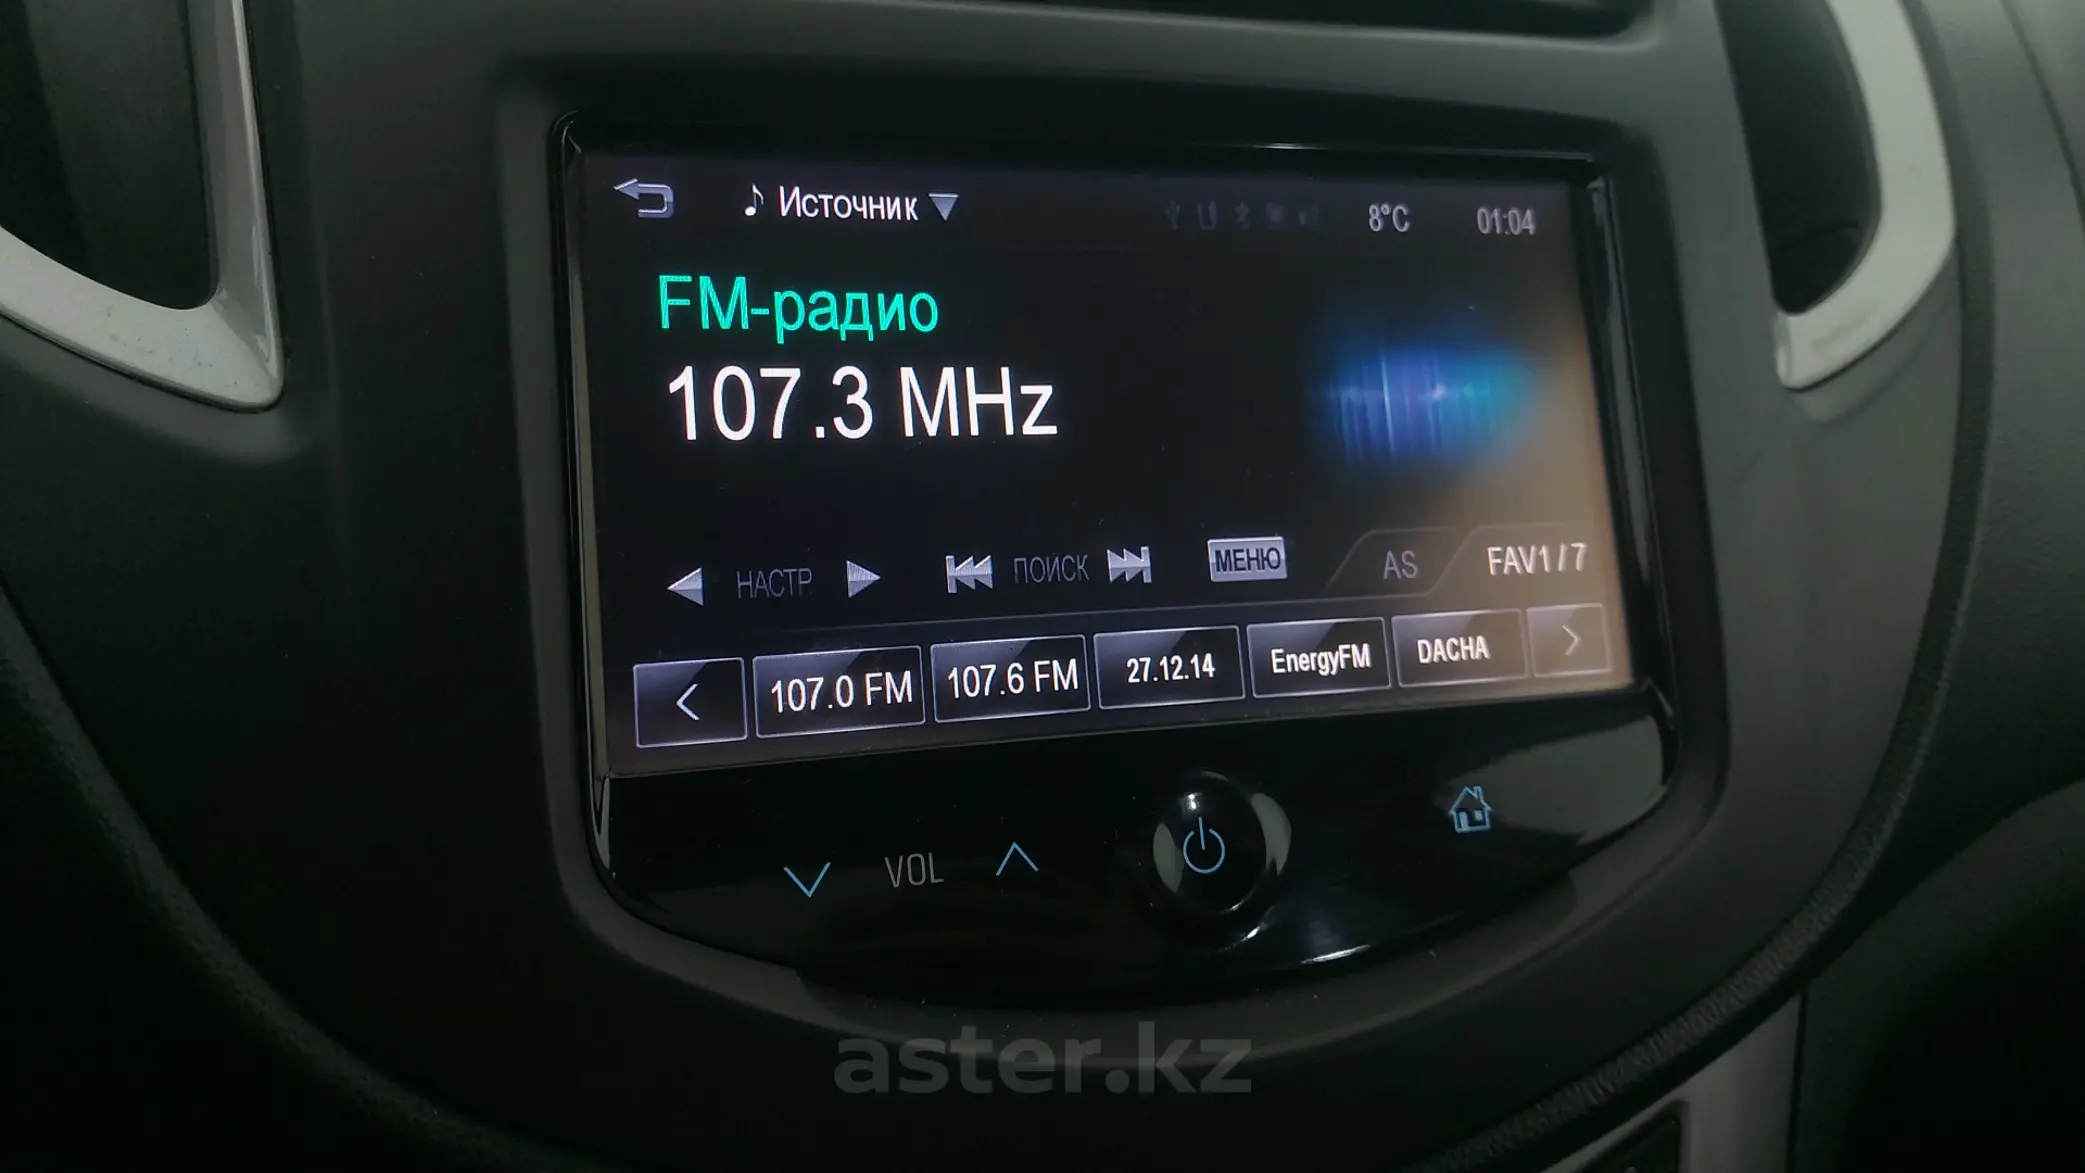 Источник 8°C 01:04
FM-радио
107.3 MHz
НАСТР. ПОИСК МЕНЮ AS FAV1/7
107.0 FM 107.6 FM 27.12.14 EnergyFM DACHA
VOL
aster.kz